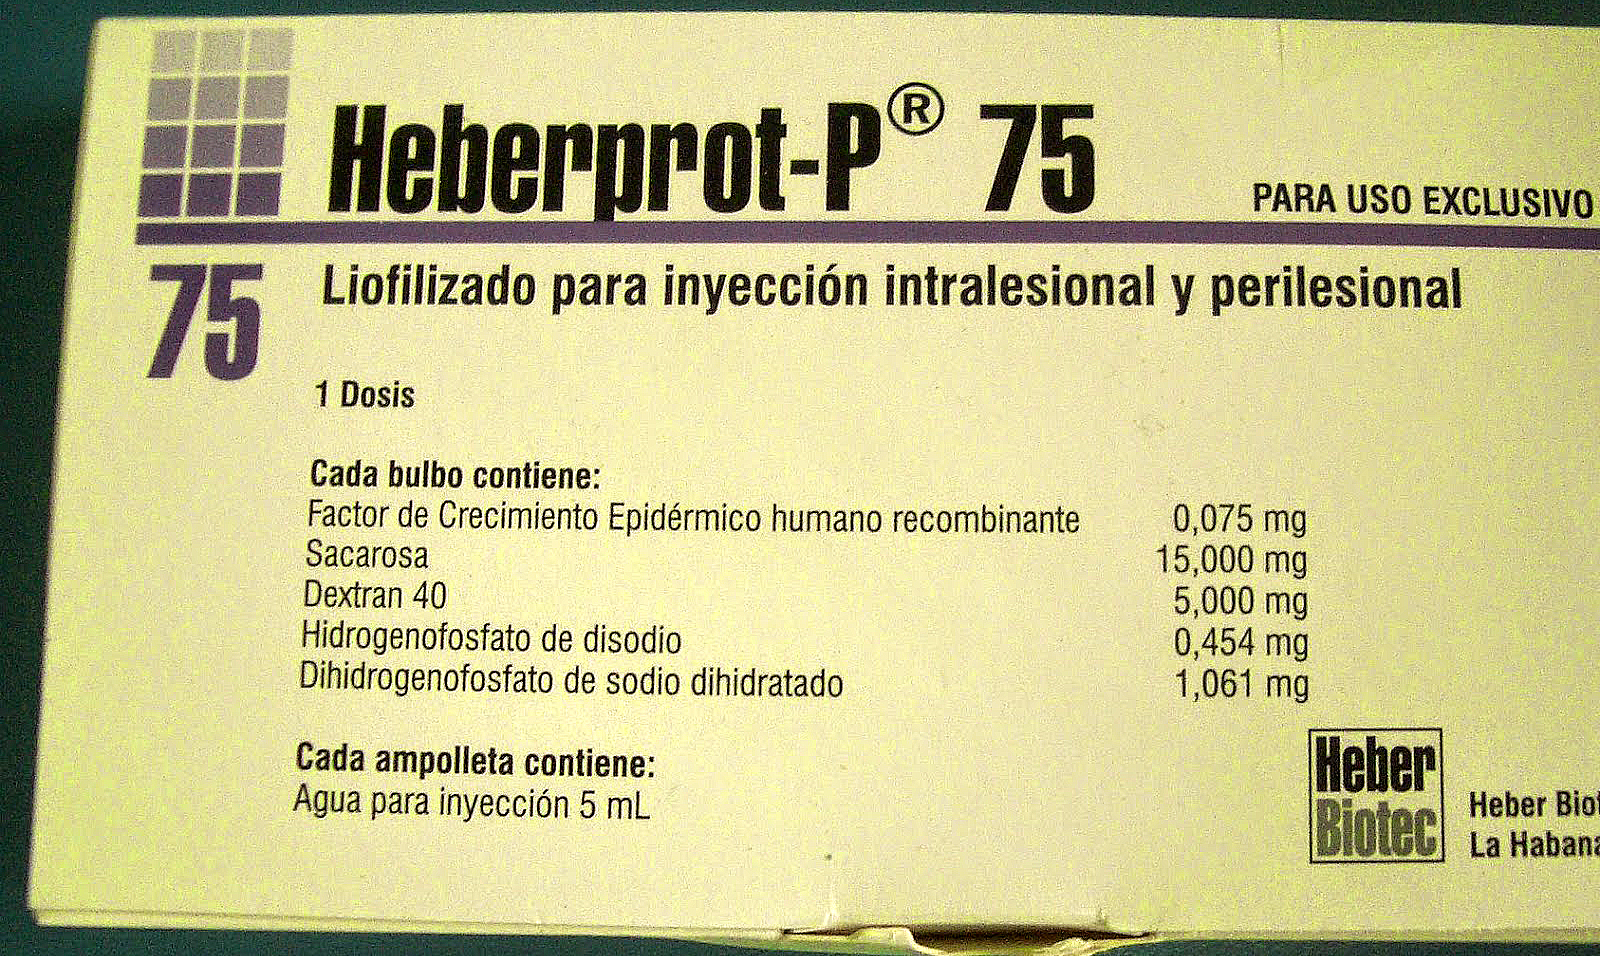 Heberprot-P® 75
PARA USO EXCLUSIVO
75
Liofilizado para inyección intralesional y perilesional
1 Dosis
Cada bulbo contiene:
Factor de Crecimiento Epidérmico humano recombinante 0,075 mg
Sacarosa 15,000 mg
Dextran 40 5,000 mg
Hidrogenofosfato de disodio 0,454 mg
Dihidrogenofosfato de sodio dihidratado 1,061 mg
Cada ampolleta contiene:
Agua para inyección 5 mL
Heber
Biotec
Heber
La Habana